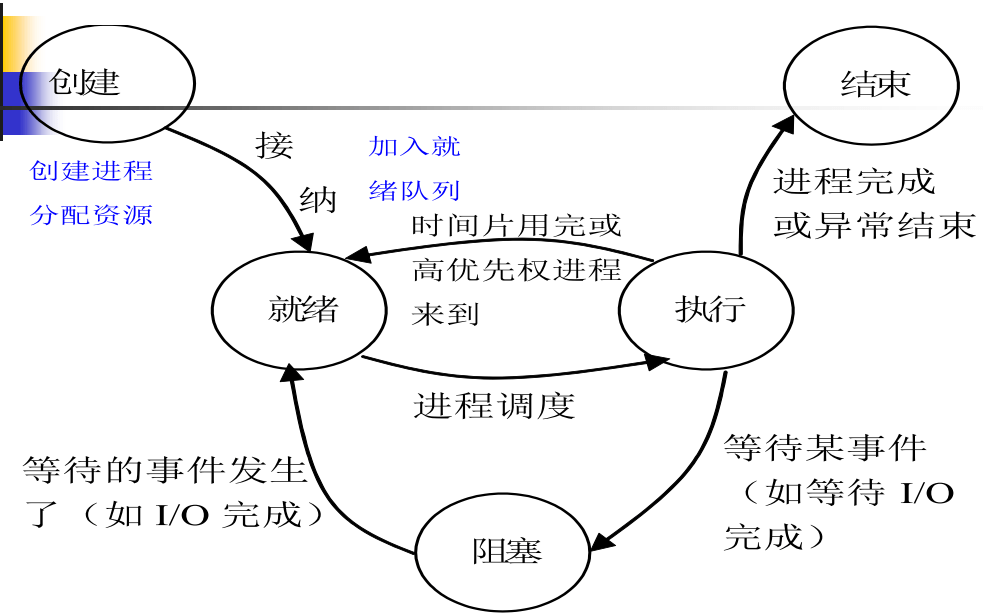 创建
结束
接
纳
加入就
绪队列
创建进程
分配资源
进程完成
或异常结束
时间片用完或
高优先权进程
来到
就绪
执行
进程调度
等待的事件发生
了（如 I/O 完成）
等待某事件
（如等待 I/O
完成）
阻塞